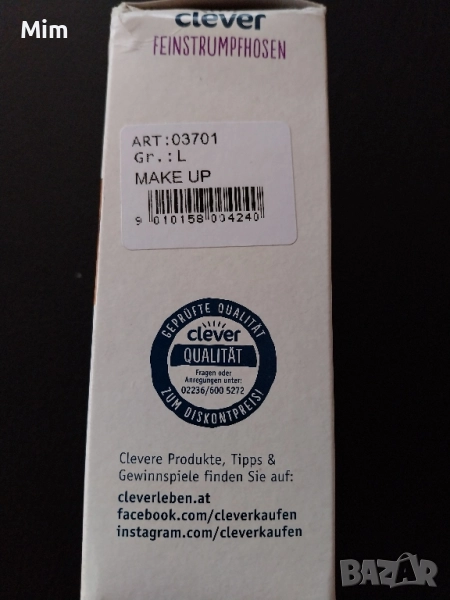 Mim
clever
FEINSTRUMPFHOSEN
ART:03701
Gr.:L
MAKE UP
9 010158 004240
GEPRÜFTE QUALITÄT
clever
QUALITÄT
Fragen oder
Anregungen unter:
02236/600 5272
ZUM DISKONTPREIS!
Clevere Produkte, Tipps &
Gewinnspiele finden Sie auf:
cleverleben.at
facebook.com/cleverkaufen
instagram.com/cleverkaufen
BAZAR